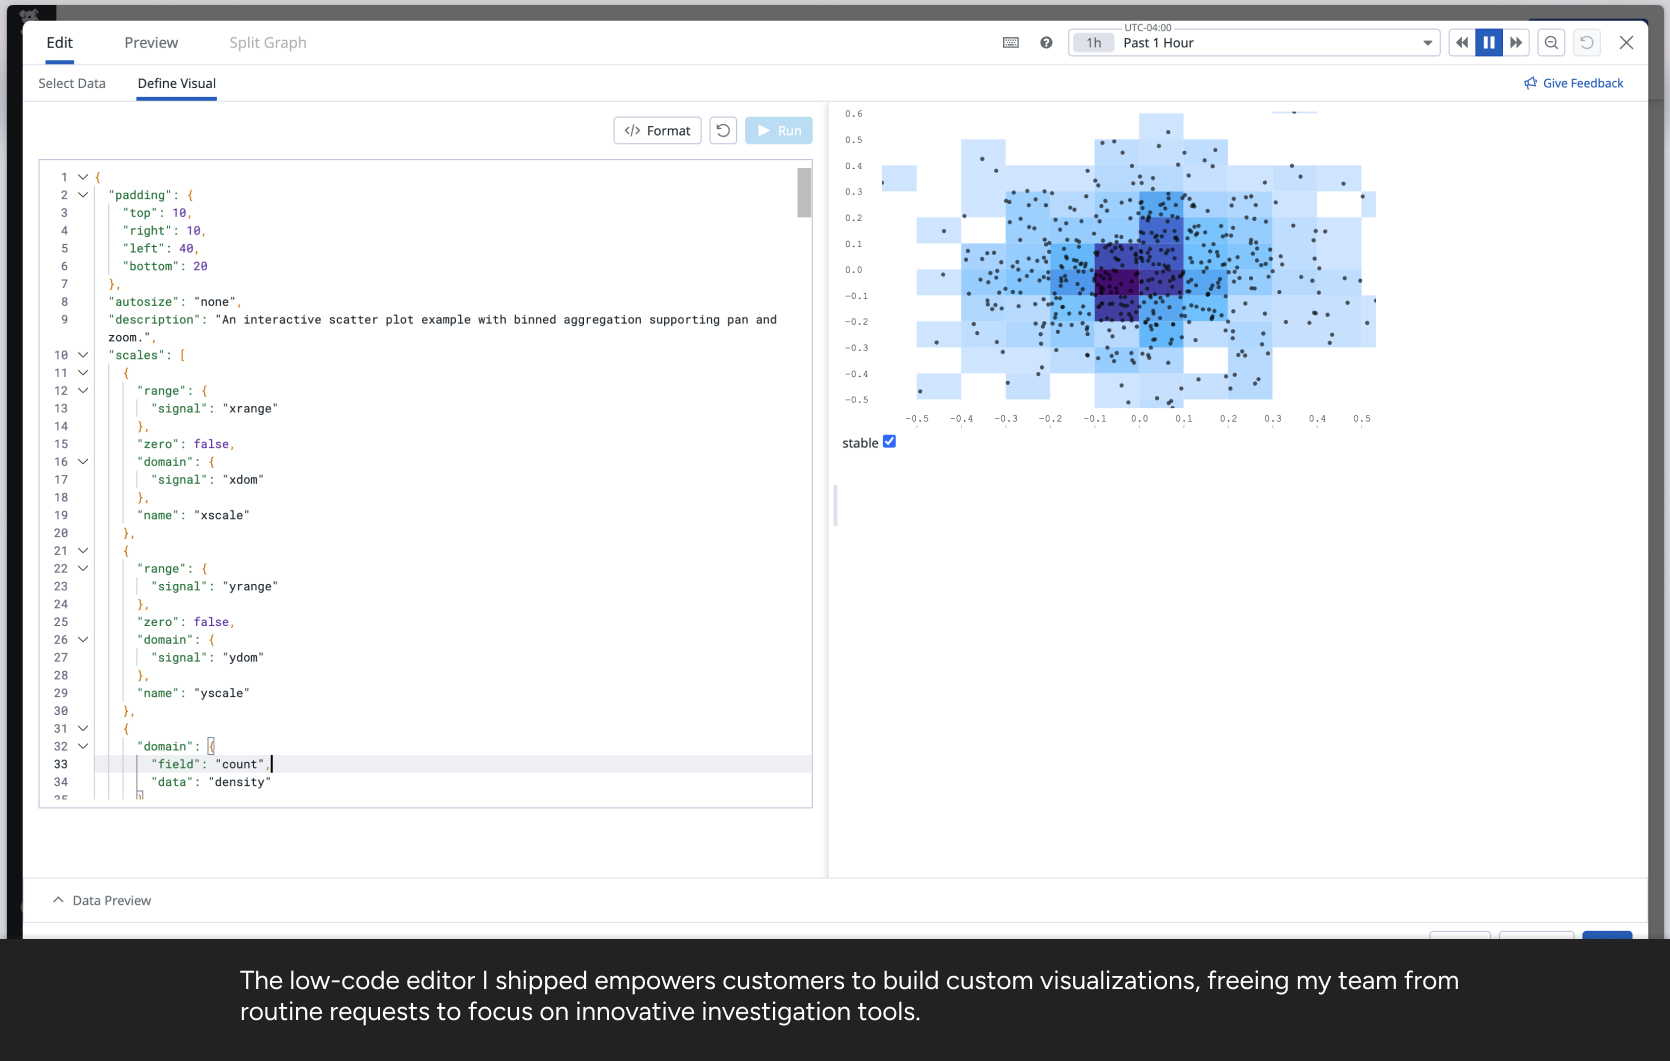 Edit Preview Split Graph
UTC-04:00
1h Past 1 Hour
Select Data Define Visual
Give Feedback
</> Format Run
1 {
2 "padding": {
3 "top": 10,
4 "right": 10,
5 "left": 40,
6 "bottom": 20
7 },
8 "autosize": "none",
9 "description": "An interactive scatter plot example with binned aggregation supporting pan and
zoom.",
10 "scales": [
11 {
12 "range": {
13 "signal": "xrange"
14 },
15 "zero": false,
16 "domain": {
17 "signal": "xdom"
18 },
19 "name": "xscale"
20 },
21 {
22 "range": {
23 "signal": "yrange"
24 },
25 "zero": false,
26 "domain": {
27 "signal": "ydom"
28 },
29 "name": "yscale"
30 },
31 {
32 "domain": {
33 "field": "count",
34 "data": "density"
35 }
0.6
0.5
0.4
0.3
0.2
0.1
0.0
−0.1
−0.2
−0.3
−0.4
−0.5
−0.5 −0.4 −0.3 −0.2 −0.1 0.0 0.1 0.2 0.3 0.4 0.5
stable
Data Preview
The low-code editor I shipped empowers customers to build custom visualizations, freeing my team from
routine requests to focus on innovative investigation tools.